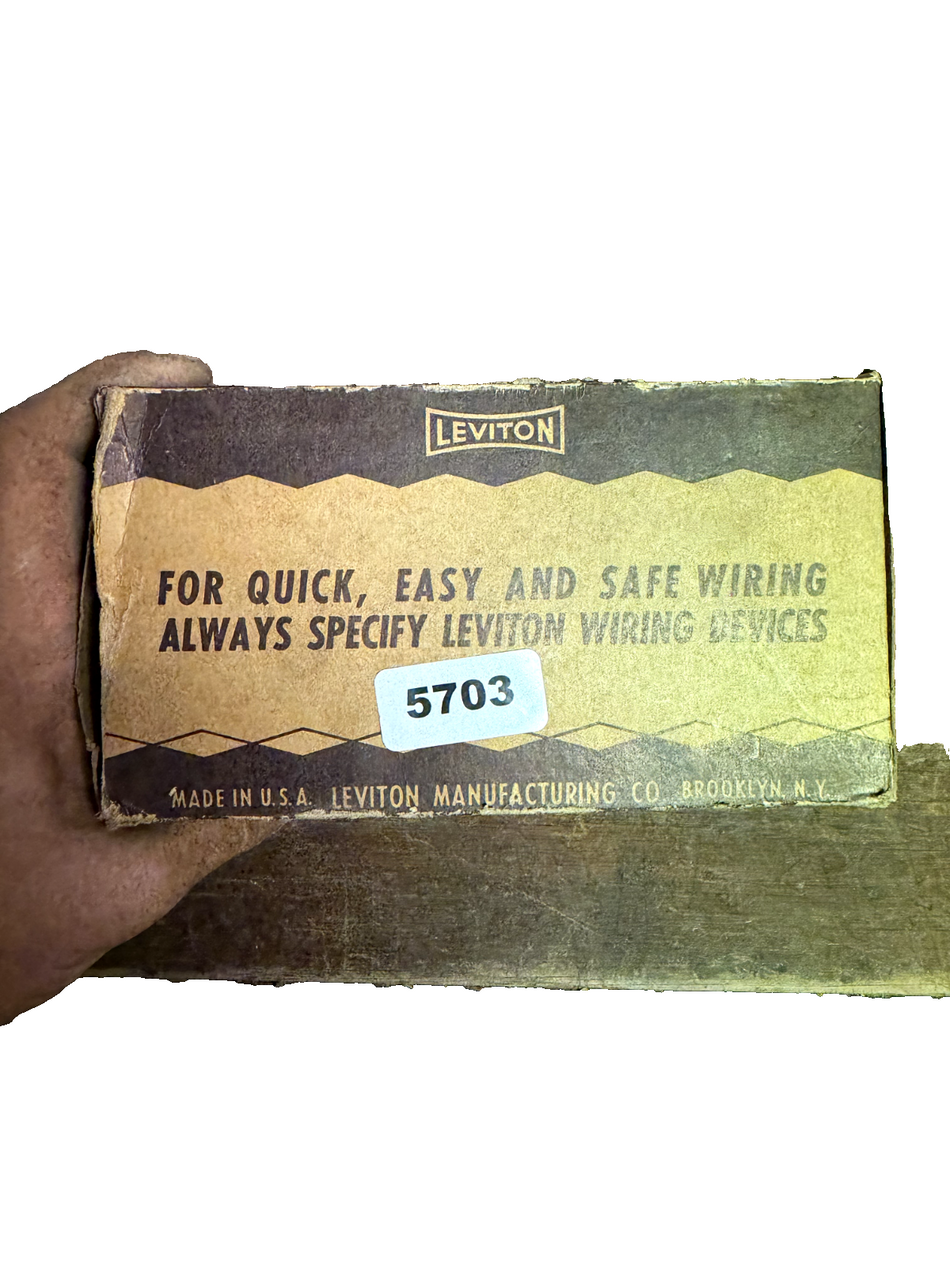 LEVITON
FOR QUICK, EASY AND SAFE WIRING
ALWAYS SPECIFY LEVITON WIRING DEVICES
5703
MADE IN U.S.A. LEVITON MANUFACTURING CO BROOKLYN, N.Y.